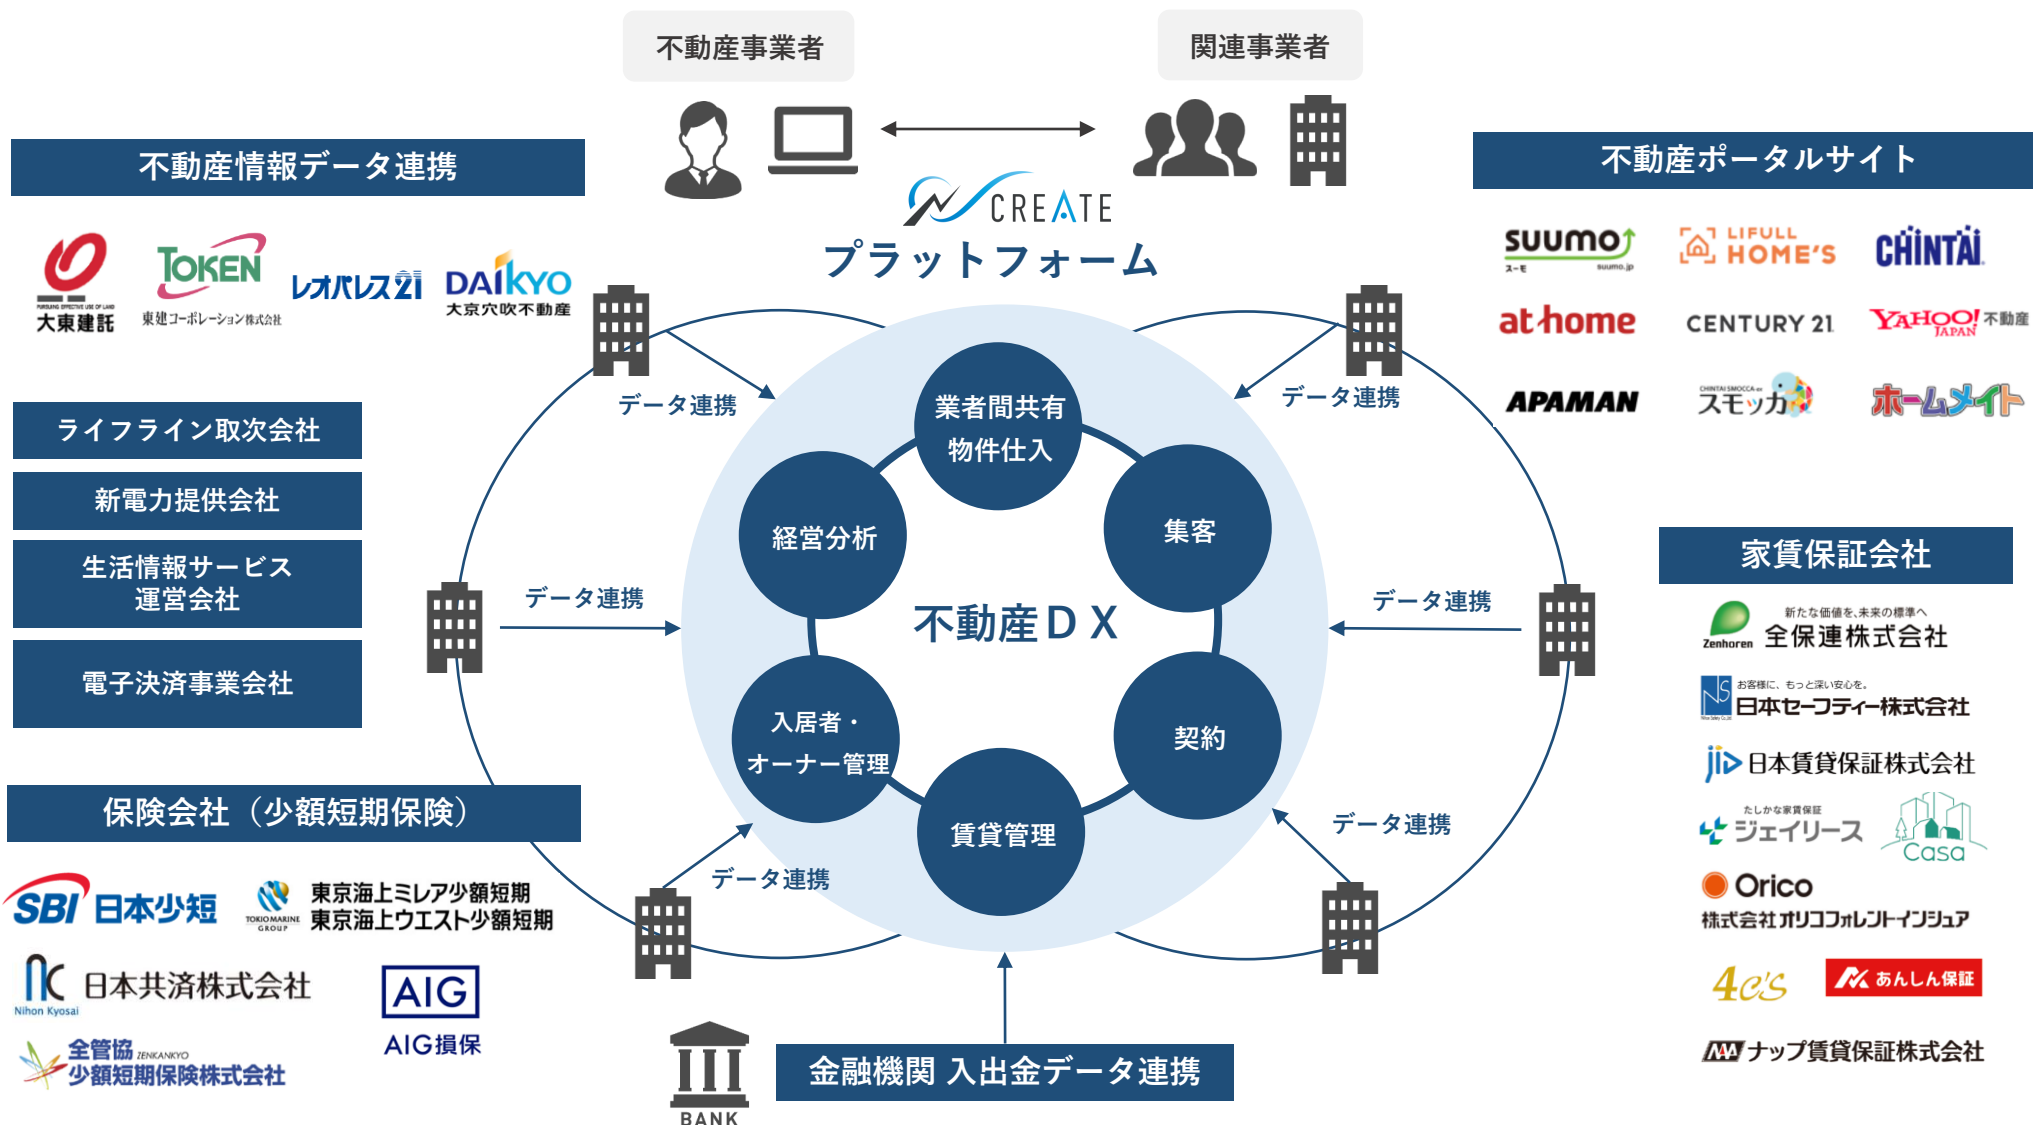 不動産事業者
関連事業者
CREATE
プラットフォーム
不動産情報データ連携
PURSUING EFFECTIVE USE OF LAND
大東建託
TOKEN
東建コーポレーション株式会社
レオパレス21
DAIKYO
大京穴吹不動産
ライフライン取次会社
新電力提供会社
生活情報サービス
運営会社
電子決済事業会社
保険会社（少額短期保険）
SBI 日本少短
TOKIO MARINE
GROUP
東京海上ミレア少額短期
東京海上ウエスト少額短期
Nihon Kyosai
日本共済株式会社
AIG
AIG損保
全管協 ZENKANKYO
少額短期保険株式会社
データ連携
データ連携
データ連携
データ連携
データ連携
データ連携
業者間共有
物件仕入
集客
契約
賃貸管理
入居者・
オーナー管理
経営分析
不動産DX
BANK
金融機関 入出金データ連携
不動産ポータルサイト
suumo
スーモ
suumo.jp
LIFULL
HOME'S
CHINTAI
at home
CENTURY 21
YAHOO!
JAPAN
不動産
APAMAN
CHINTAI SMOCCA-ex
スモッカ
ホームメイト
家賃保証会社
Zenhoren
新たな価値を、未来の標準へ
全保連株式会社
NS
お客様に、もっと深い安心を。
日本セーフティー株式会社
jid 日本賃貸保証株式会社
たしかな家賃保証
ジェイリース
Casa
Orico
株式会社オリコフォレントインシュア
4c's
あんしん保証
ナップ賃貸保証株式会社